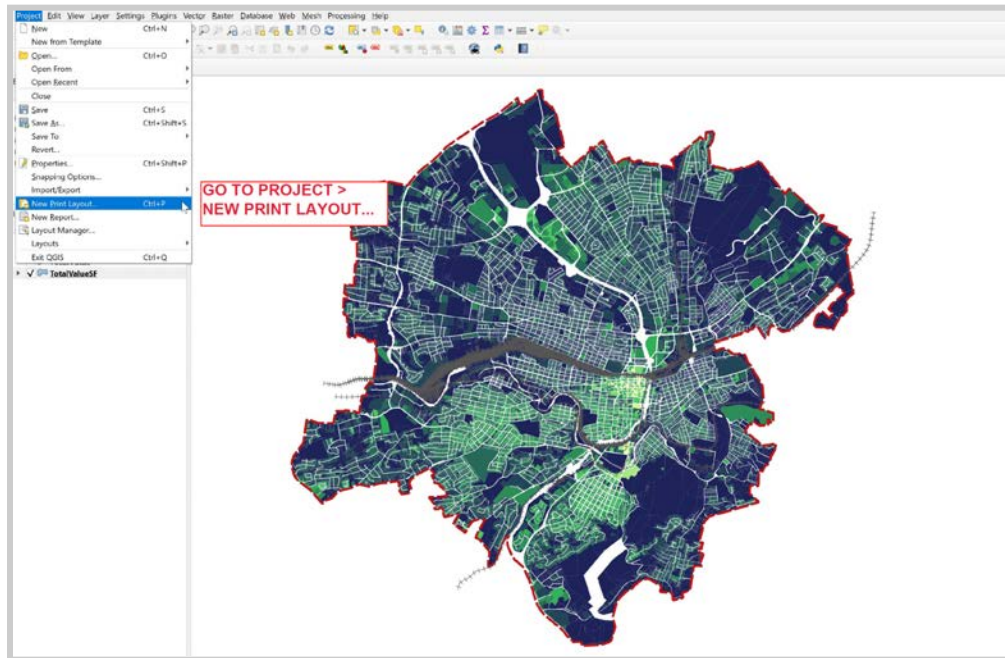 Project Edit View Layer Settings Plugins Vector Raster Database Web Mesh Processing Help
New Ctrl+N
New from Template
Open... Ctrl+O
Open From
Open Recent
Close
Save Ctrl+S
Save As... Ctrl+Shift+S
Save To
Revert...
Properties... Ctrl+Shift+P
Snapping Options...
Import/Export
New Print Layout... Ctrl+P
New Report...
Layout Manager...
Layouts
Exit QGIS Ctrl+Q
TotalValueSF
GO TO PROJECT >
NEW PRINT LAYOUT...